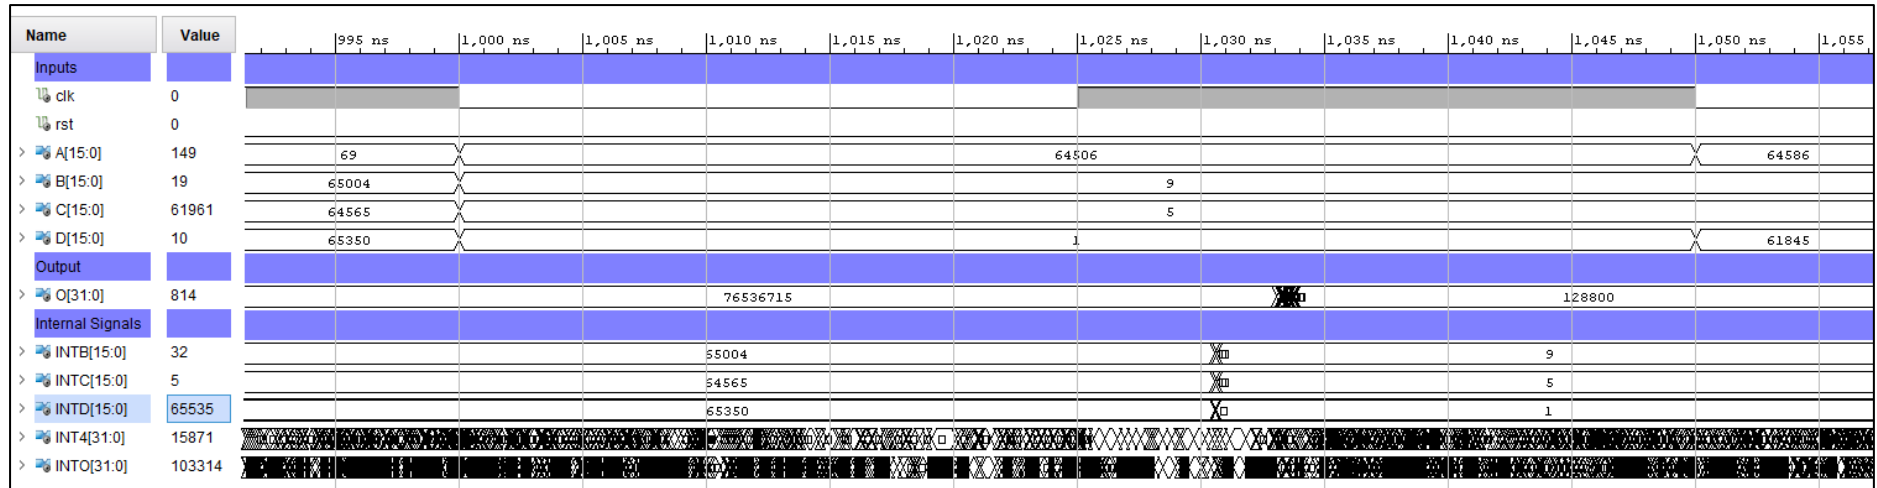 Name Value 995 ns 1,000 ns 1,005 ns 1,010 ns 1,015 ns 1,020 ns 1,025 ns 1,030 ns 1,035 ns 1,040 ns 1,045 ns 1,050 ns 1,055
Inputs
clk 0
rst 0
A[15:0] 149 69 64506 64586
B[15:0] 19 65004 9
C[15:0] 61961 64565 5
D[15:0] 10 65350 1 61845
Output
O[31:0] 814 76536715 128800
Internal Signals
INTB[15:0] 32 65004 9
INTC[15:0] 5 64565 5
INTD[15:0] 65535 65350 1
INT4[31:0] 15871
INTO[31:0] 103314